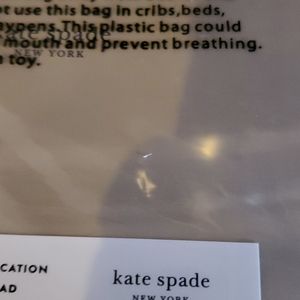 ot use this bag in cribs,beds,
aypens.This plastic bag could
mouth and prevent breathing.
toy.
kate spade
NEW YORK
CATION
AD
kate spade
NEW YORK